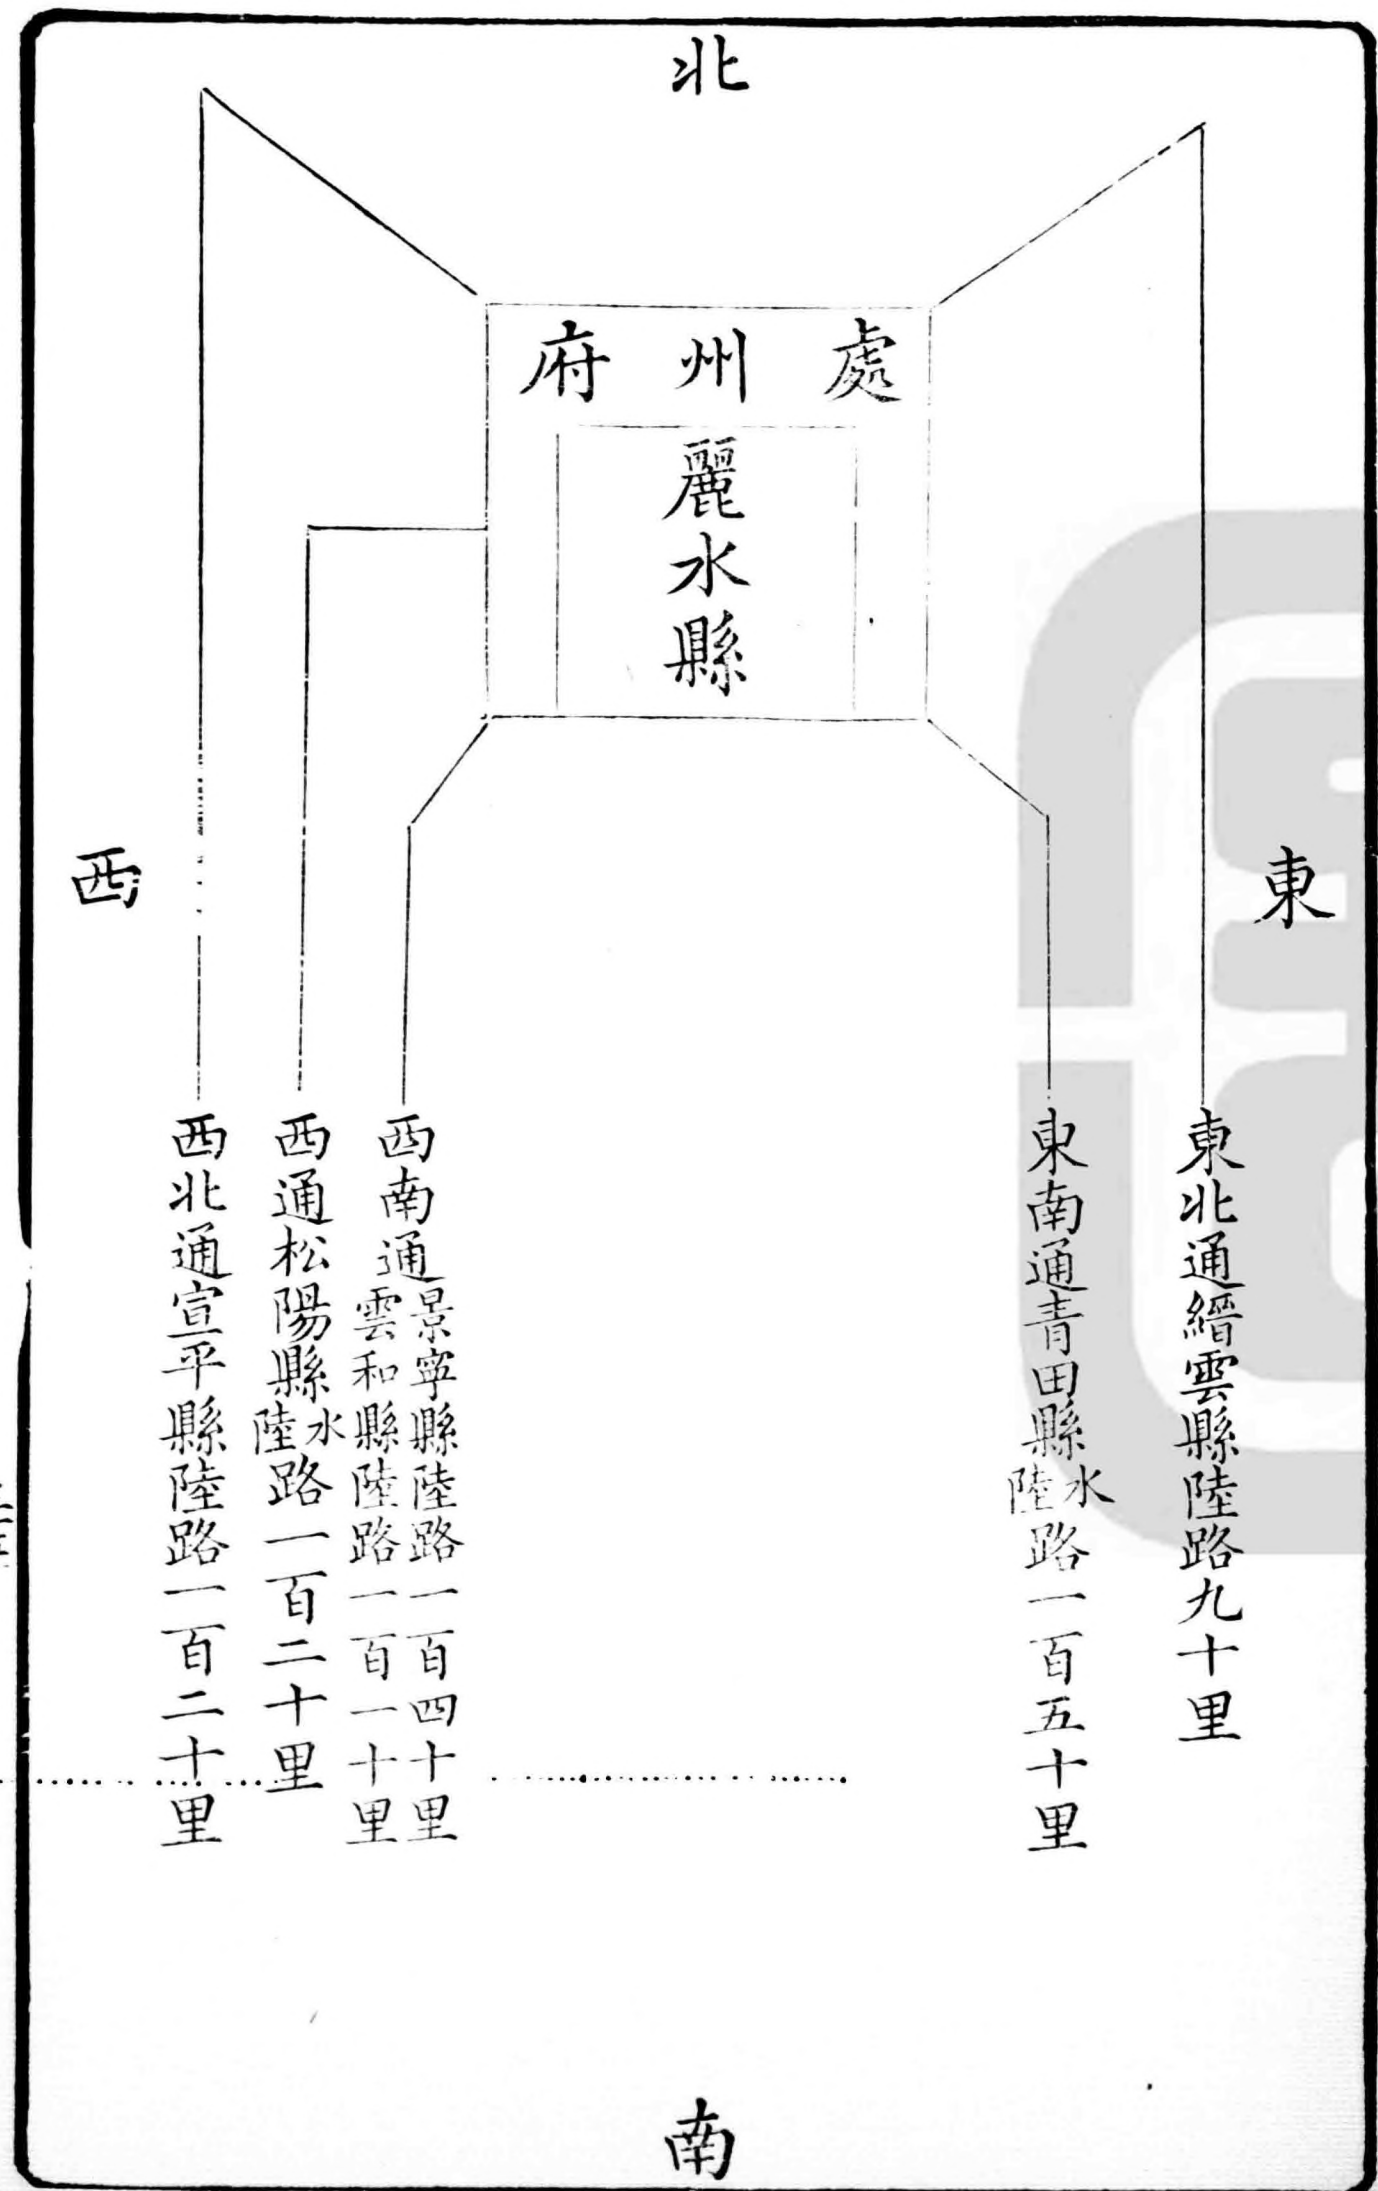 北
處州府
麗水縣
東
西
東北通縉雲縣陸路九十里
東南通青田縣水陸路一百五十里
西南通景寧縣陸路一百四十里
雲和縣陸路一百一十里
西通松陽縣水陸路一百二十里
西北通宣平縣陸路一百二十里
南